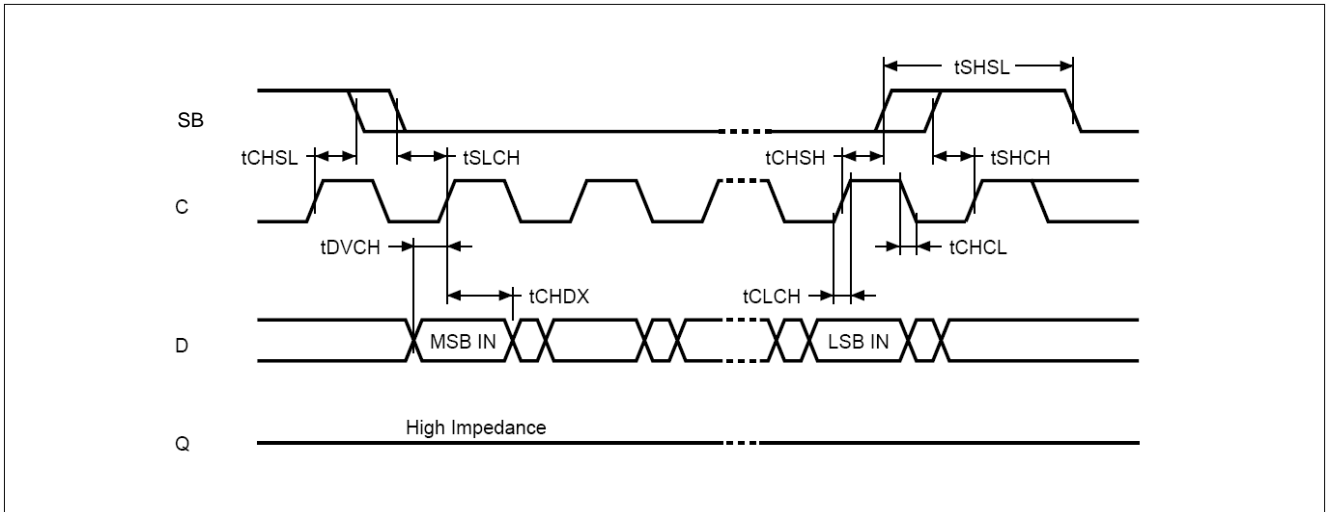 tSHSL
SB
tCHSL
tSLCH
tCHSH
tSHCH
C
tDVCH
tCHCL
tCHDX
tCLCH
D
MSB IN
LSB IN
High Impedance
Q